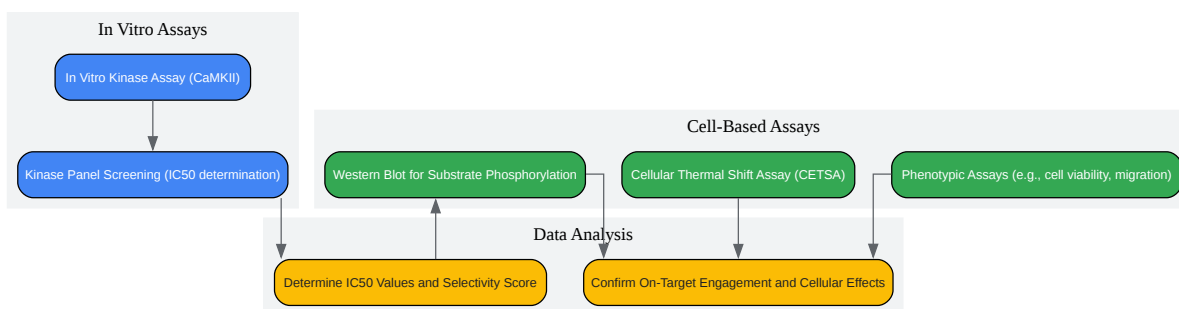 In Vitro Assays
In Vitro Kinase Assay (CaMKII)
Kinase Panel Screening (IC50 determination)
Cell-Based Assays
Western Blot for Substrate Phosphorylation
Cellular Thermal Shift Assay (CETSA)
Phenotypic Assays (e.g., cell viability, migration)
Data Analysis
Determine IC50 Values and Selectivity Score
Confirm On-Target Engagement and Cellular Effects